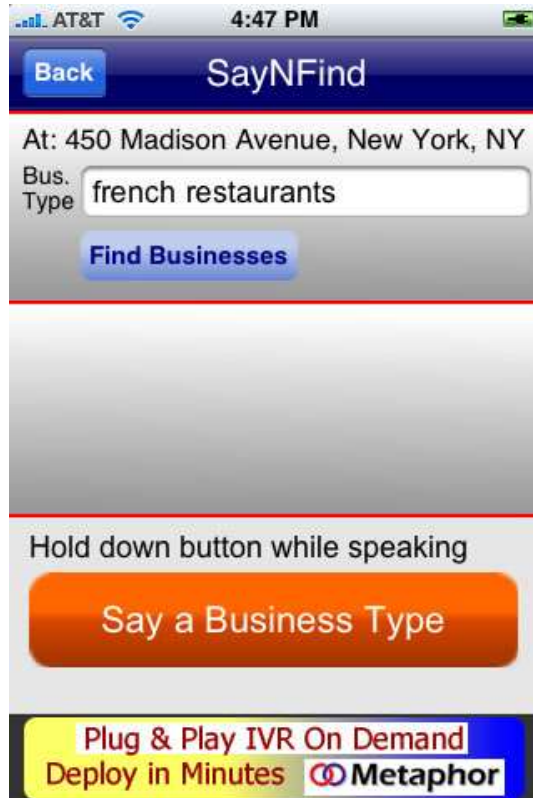 AT&T 4:47 PM
Back SayNFind
At: 450 Madison Avenue, New York, NY
Bus.
Type french restaurants
Find Businesses
Hold down button while speaking
Say a Business Type
Plug & Play IVR On Demand
Deploy in Minutes Metaphor